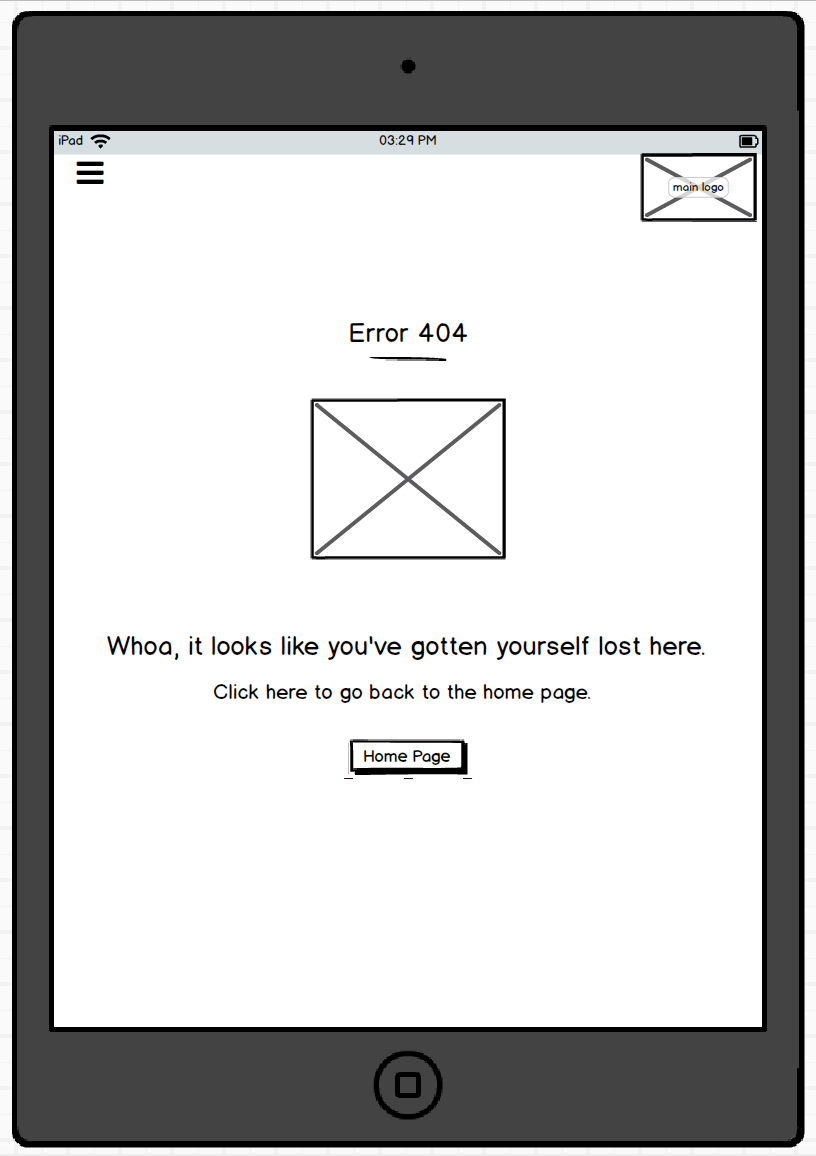 iPad 03:29 PM
main logo
Error 404
Whoa, it looks like you've gotten yourself lost here.
Click here to go back to the home page.
Home Page